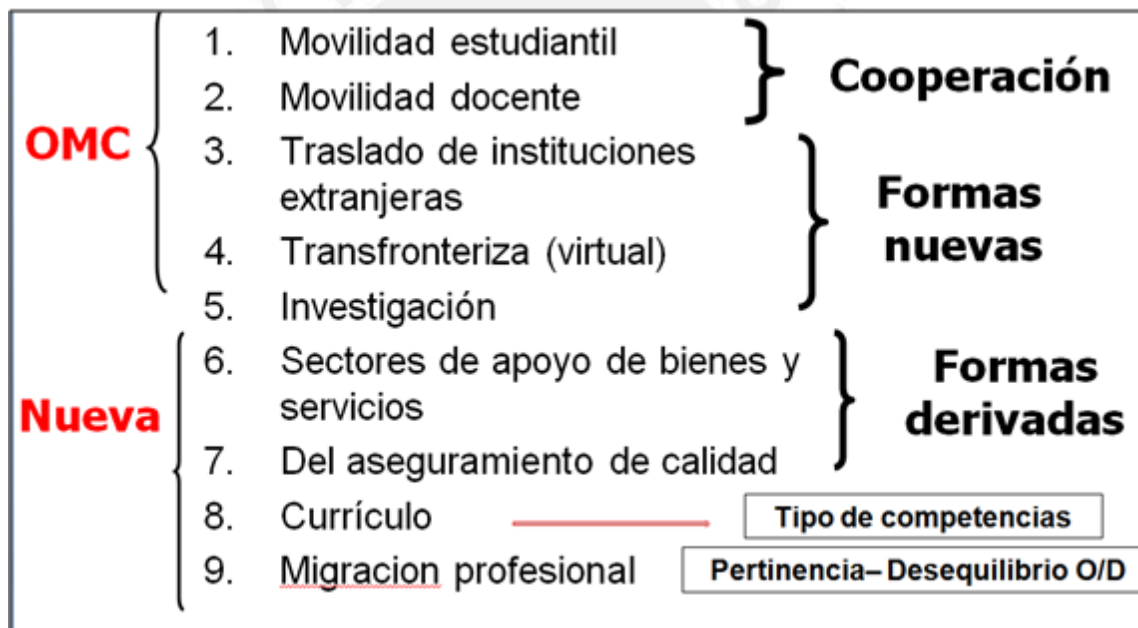 1. Movilidad estudiantil
2. Movilidad docente
Cooperación
OMC
3. Traslado de instituciones
extranjeras
4. Transfronteriza (virtual)
5. Investigación
Formas
nuevas
Nueva
6. Sectores de apoyo de bienes y
servicios
7. Del aseguramiento de calidad
Formas
derivadas
8. Currículo
Tipo de competencias
9. Migracion profesional
Pertinencia– Desequilibrio O/D